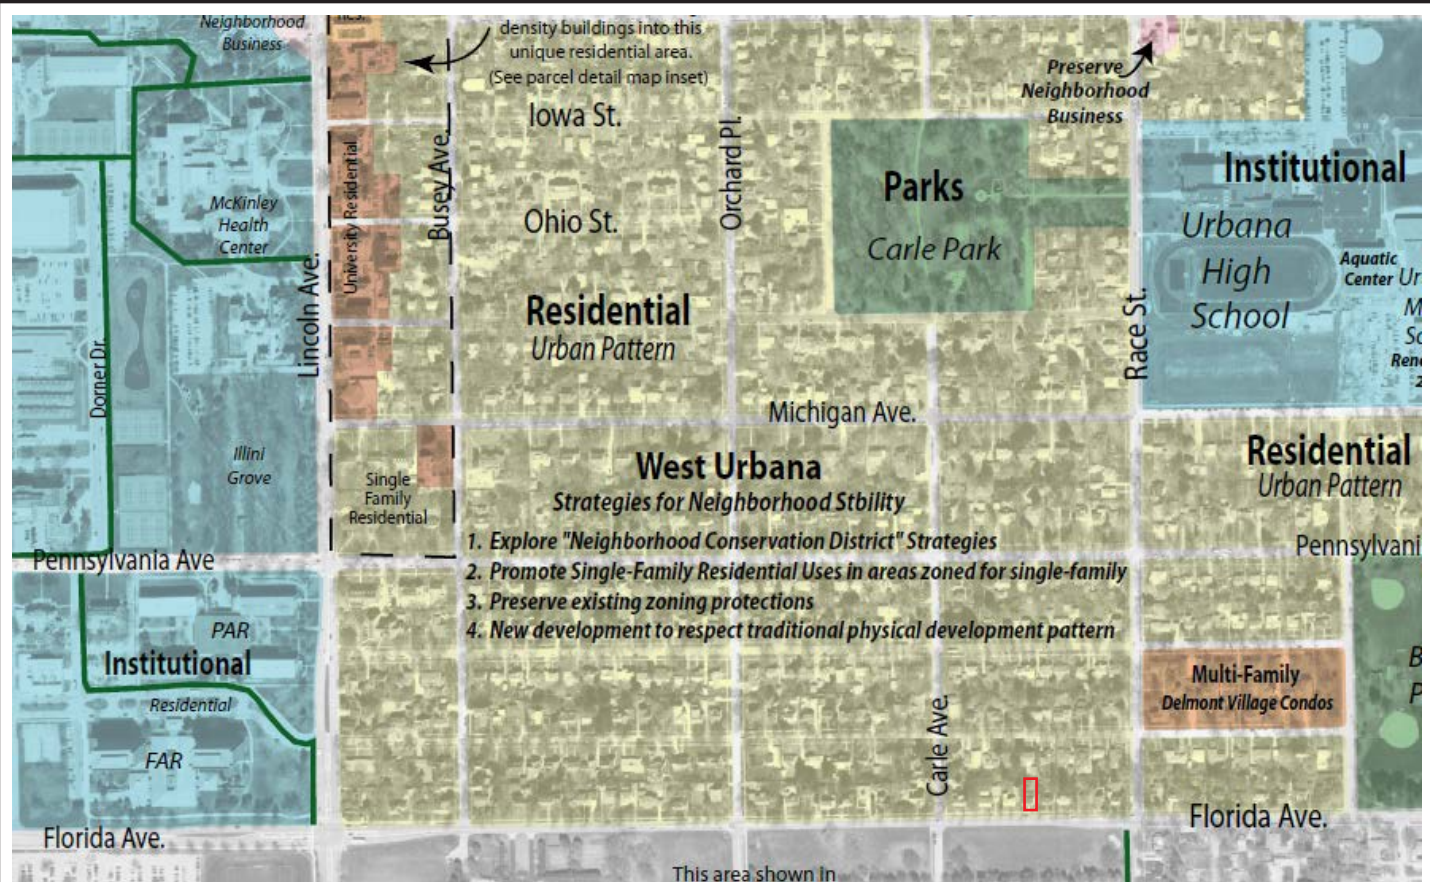 Neighborhood
Business
density buildings into this
unique residential area.
(See parcel detail map inset)
Preserve
Neighborhood
Business
Iowa St.
Orchard Pl.
Busey Ave.
University Residential
McKinley
Health
Center
Ohio St.
Parks
Carle Park
Institutional
Urbana
High
School
Aquatic
Center
Ur
M
Sc
Rene
2
Lincoln Ave.
Dorner Dr.
Residential
Urban Pattern
Race St.
Michigan Ave.
Illini
Grove
Single
Family
Residential
West Urbana
Strategies for Neighborhood Stbility
1. Explore "Neighborhood Conservation District" Strategies
2. Promote Single-Family Residential Uses in areas zoned for single-family
3. Preserve existing zoning protections
4. New development to respect traditional physical development pattern
Residential
Urban Pattern
Pennsylvania Ave
Pennsylvani
PAR
Institutional
Residential
FAR
Multi-Family
Delmont Village Condos
B
P
Carle Ave.
Florida Ave.
Florida Ave.
This area shown in